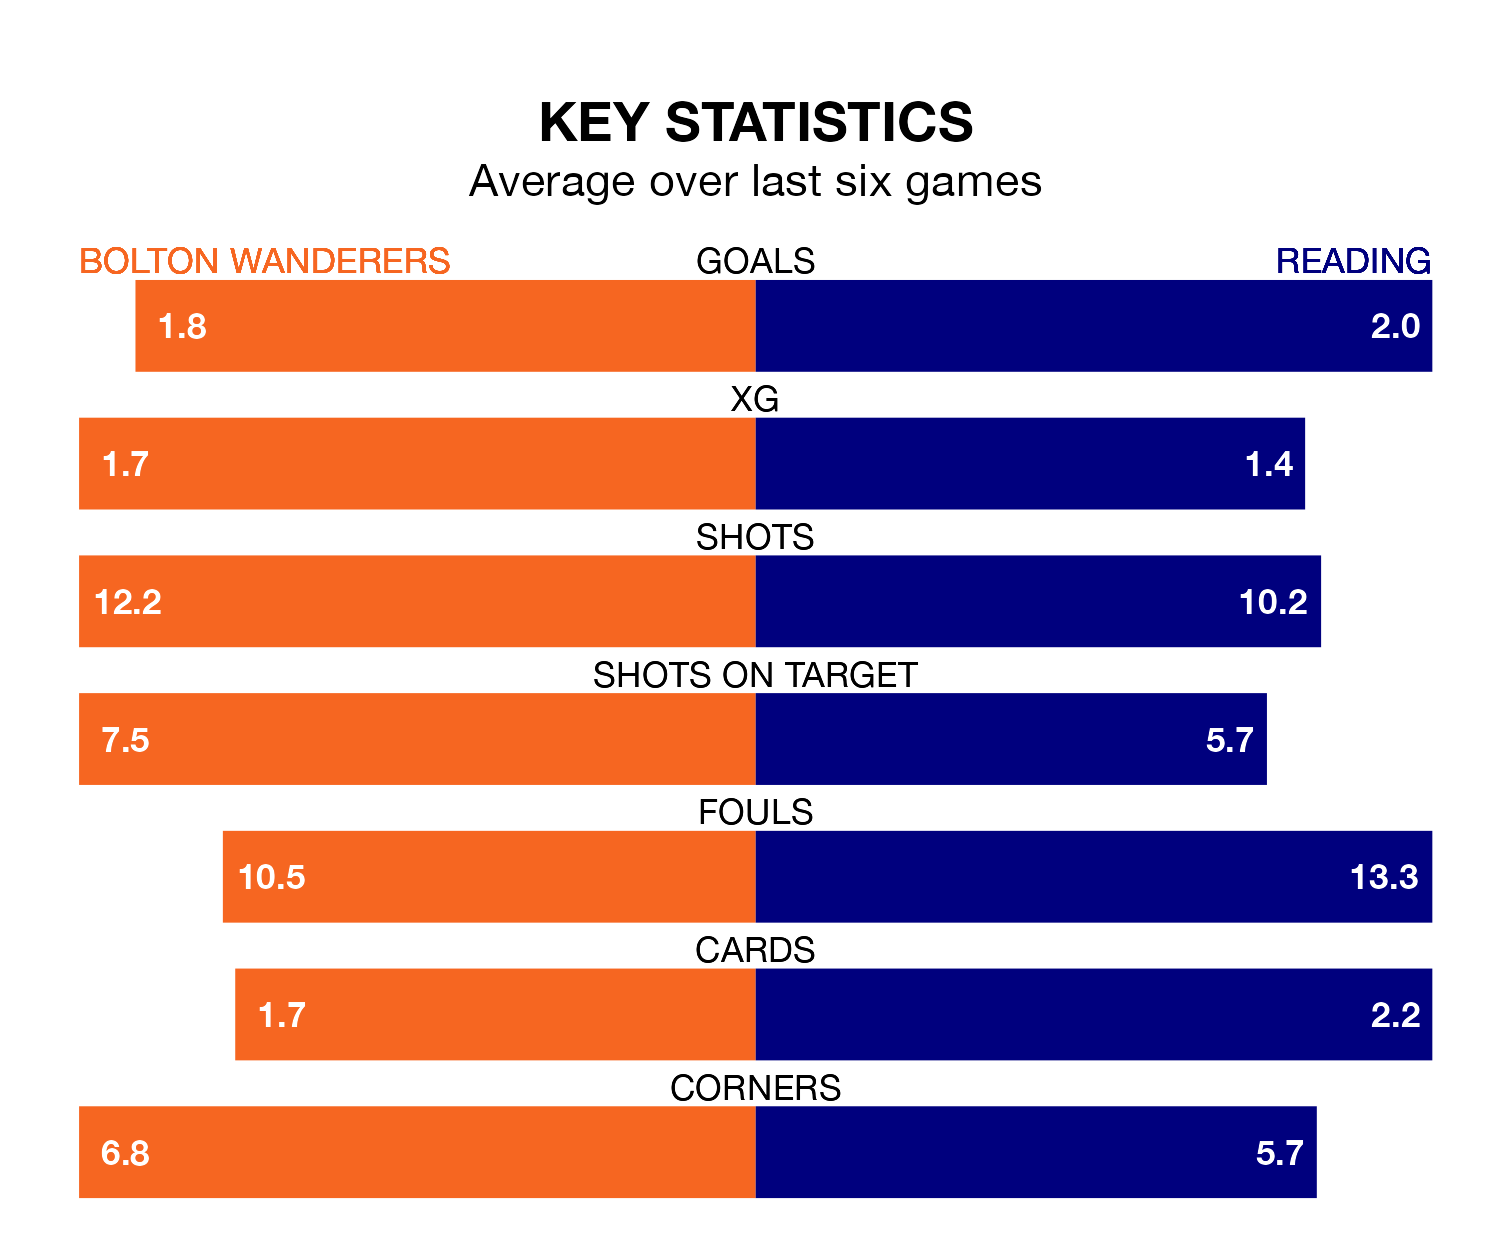 KEY STATISTICS
Average over last six games
BOLTON WANDERERS GOALS READING
1.8 2.0
XG
1.7 1.4
SHOTS
12.2 10.2
SHOTS ON TARGET
7.5 5.7
FOULS
10.5 13.3
CARDS
1.7 2.2
CORNERS
6.8 5.7